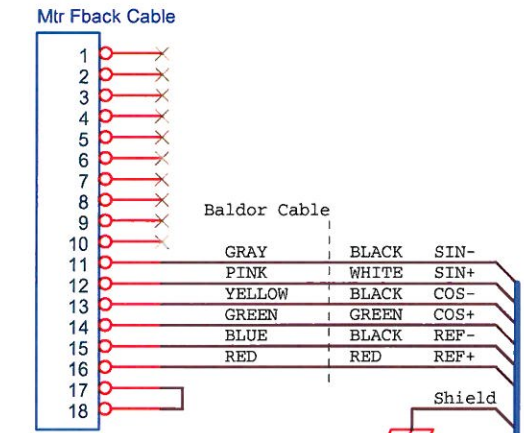 Mtr Fback Cable
1
2
3
4
5
6
7
8
9
10
Baldor Cable
11 GRAY BLACK SIN-
12 PINK WHITE SIN+
13 YELLOW BLACK COS-
14 GREEN GREEN COS+
15 BLUE BLACK REF-
16 RED RED REF+
17
18
Shield